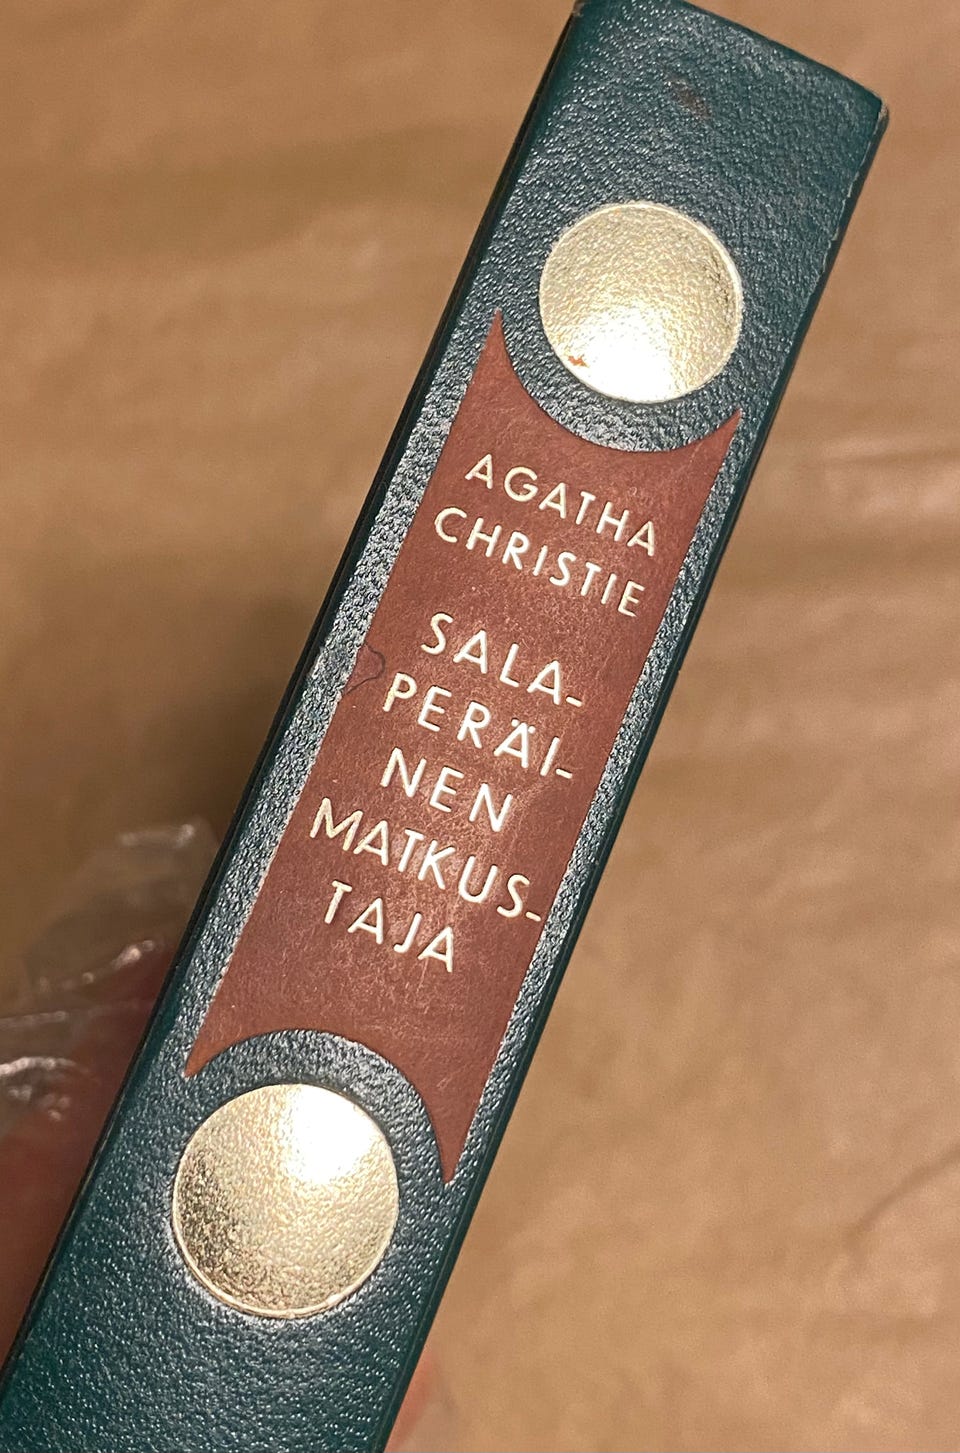 AGATHA
CHRISTIE
SALA-
PERÄI-
NEN
MATKUS-
TAJA